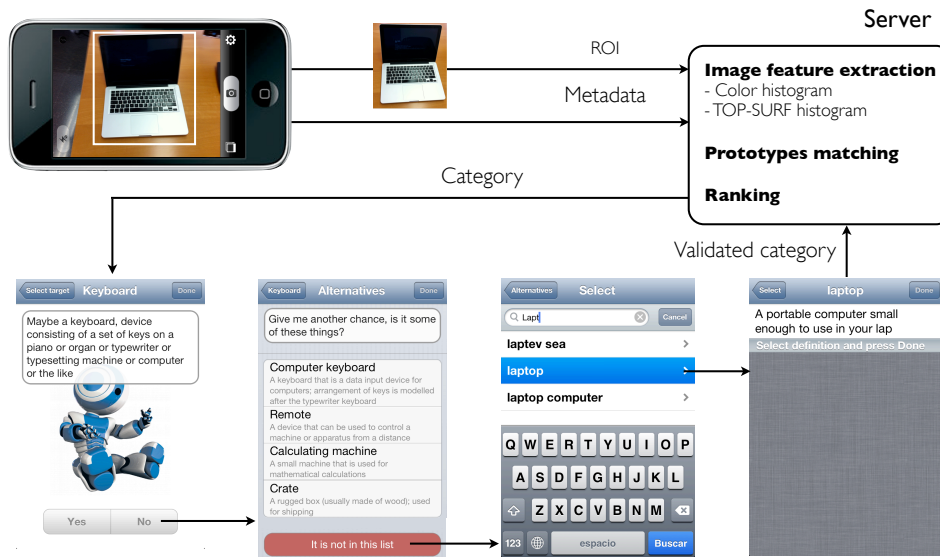 Server
ROI
Metadata
Image feature extraction
- Color histogram
- TOP-SURF histogram
Prototypes matching
Ranking
Category
Validated category
Select target
Keyboard
Done
Maybe a keyboard, device
consisting of a set of keys on a
piano or organ or typewriter or
typesetting machine or computer
or the like
Yes
No
Keyboard
Alternatives
Done
Give me another chance, is it some
of these things?
Computer keyboard
A keyboard that is a data input device for
computers; arrangement of keys is modelled
after the typewriter keyboard
Remote
A device that can be used to control a
machine or apparatus from a distance
Calculating machine
A small machine that is used for
mathematical calculations
Crate
A rugged box (usually made of wood); used
for shipping
It is not in this list
Alternatives
Select
Lapt
Cancel
laptev sea
laptop
laptop computer
Q W E R T Y U I O P
A S D F G H J K L
Z X C V B N M
123
espacio
Buscar
Select
laptop
Done
A portable computer small
enough to use in your lap
Select definition and press Done